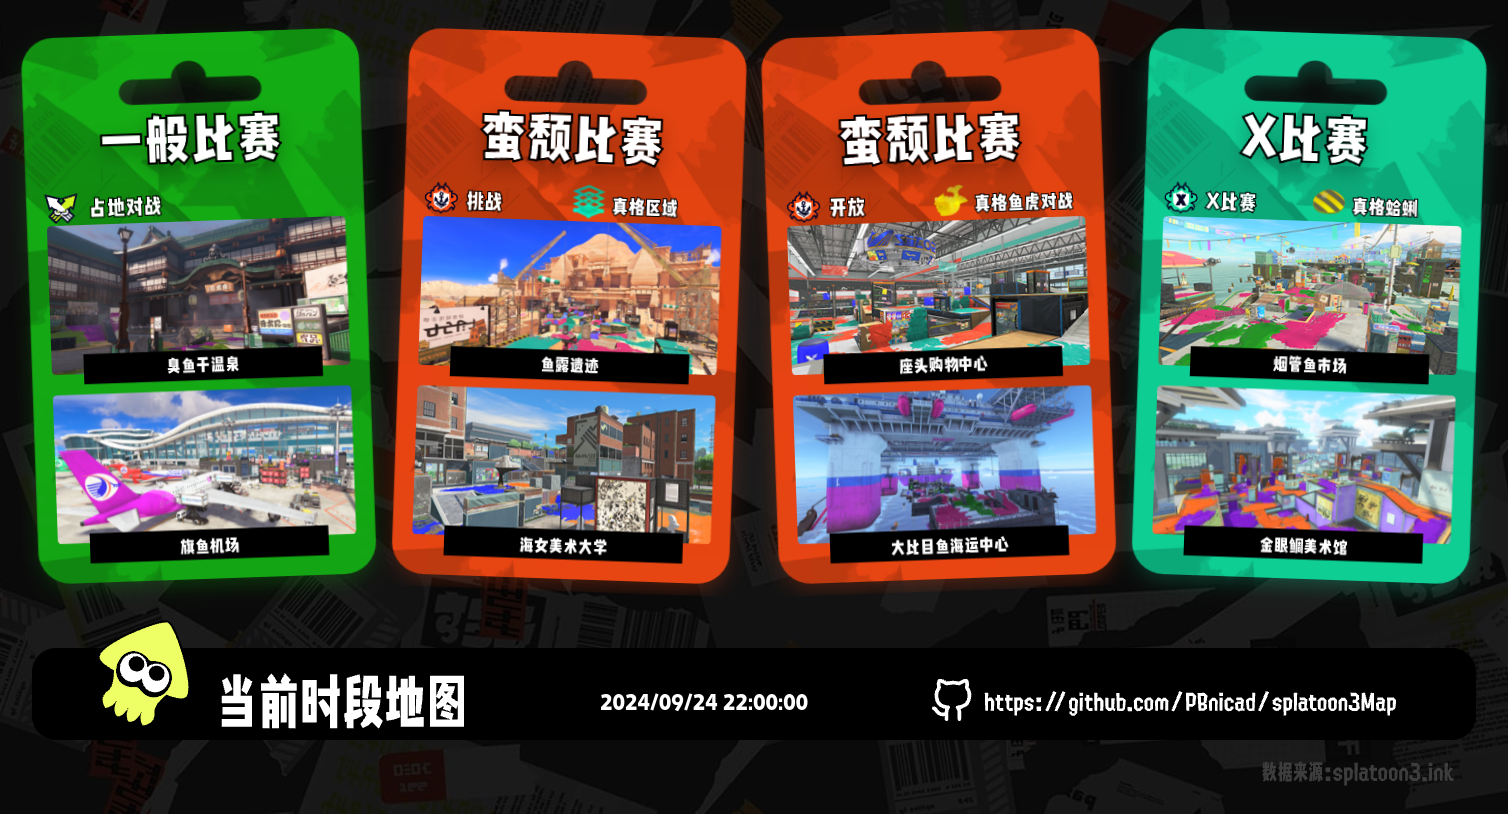 一般比赛
占地对战
臭鱼干温泉
旗鱼机场
蛮颓比赛
挑战
真格区域
鱼露遗迹
海女美术大学
蛮颓比赛
开放
真格鱼虎对战
座头购物中心
大比目鱼海运中心
X比赛
X比赛
真格蛤蜊
烟管鱼市场
金眼鲷美术馆
当前时段地图
2024/09/24 22:00:00
https://github.com/PBnicad/splatoon3Map
数据来源:splatoon3.ink